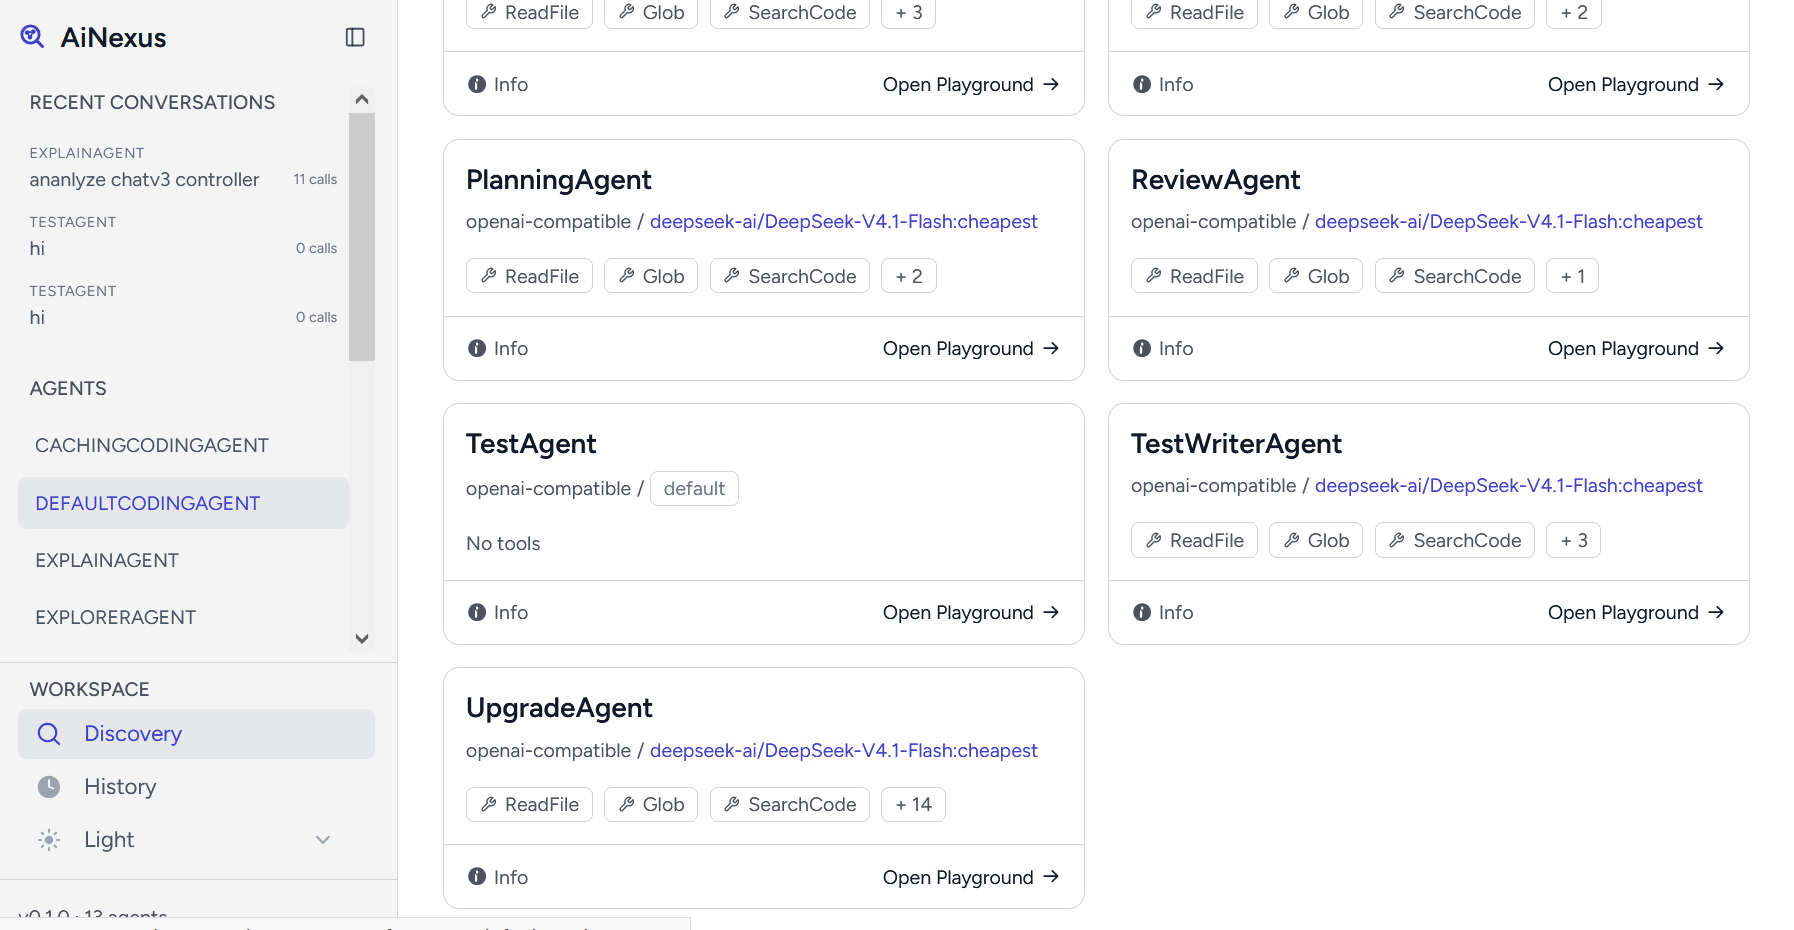 AiNexus
RECENT CONVERSATIONS
EXPLAINAGENT
ananlyze chatv3 controller 11 calls
TESTAGENT
hi 0 calls
TESTAGENT
hi 0 calls
AGENTS
CACHINGCODINGAGENT
DEFAULTCODINGAGENT
EXPLAINAGENT
EXPLORERAGENT
WORKSPACE
Discovery
History
Light
v0.1.0 · 13 agents
ReadFile Glob SearchCode + 3
Info Open Playground →
ReadFile Glob SearchCode + 2
Info Open Playground →
PlanningAgent
openai-compatible / deepseek-ai/DeepSeek-V4.1-Flash:cheapest
ReadFile Glob SearchCode + 2
Info Open Playground →
ReviewAgent
openai-compatible / deepseek-ai/DeepSeek-V4.1-Flash:cheapest
ReadFile Glob SearchCode + 1
Info Open Playground →
TestAgent
openai-compatible / default
No tools
Info Open Playground →
TestWriterAgent
openai-compatible / deepseek-ai/DeepSeek-V4.1-Flash:cheapest
ReadFile Glob SearchCode + 3
Info Open Playground →
UpgradeAgent
openai-compatible / deepseek-ai/DeepSeek-V4.1-Flash:cheapest
ReadFile Glob SearchCode + 14
Info Open Playground →